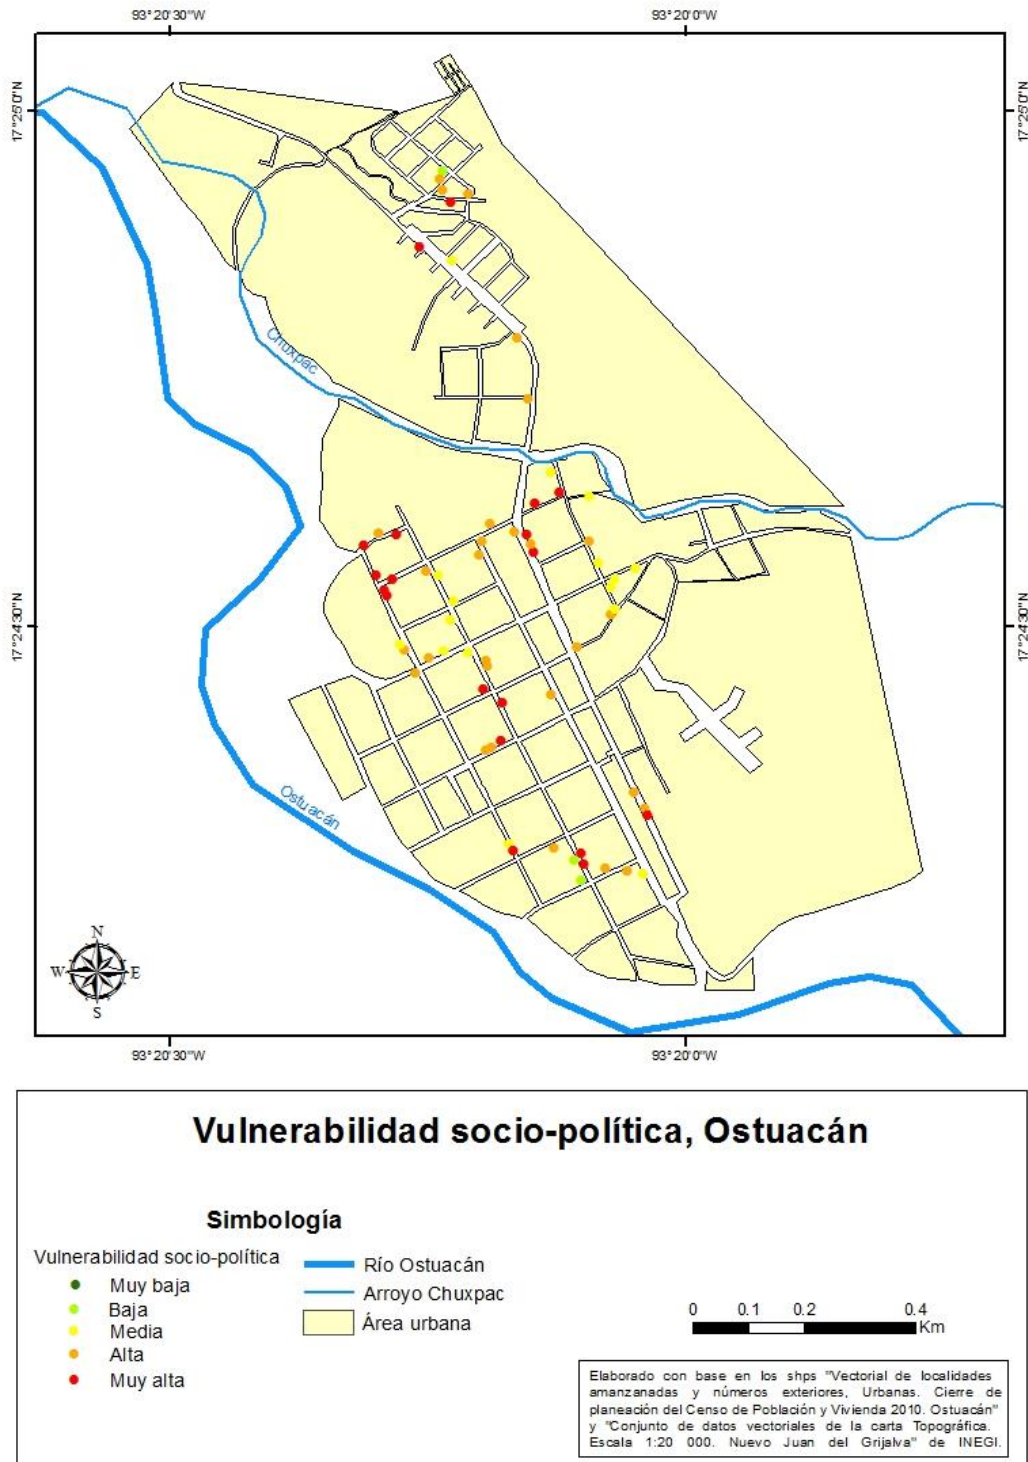 93°20'30"W 93°20'0"W
17°25'0"N 17°25'0"N
Chuxpac
17°24'30"N 17°24'30"N
Ostuacán
N
W E
S
93°20'30"W 93°20'0"W
Vulnerabilidad socio-política, Ostuacán
Simbología
Vulnerabilidad socio-política
Muy baja
Baja
Media
Alta
Muy alta
Río Ostuacán
Arroyo Chuxpac
Área urbana
0 0.1 0.2 0.4
Km
Elaborado con base en los shps "Vectorial de localidades
amanzanadas y números exteriores, Urbanas. Cierre de
planeación del Censo de Población y Vivienda 2010. Ostuacán"
y "Conjunto de datos vectoriales de la carta Topográfica.
Escala 1:20 000. Nuevo Juan del Grijalva" de INEGI.